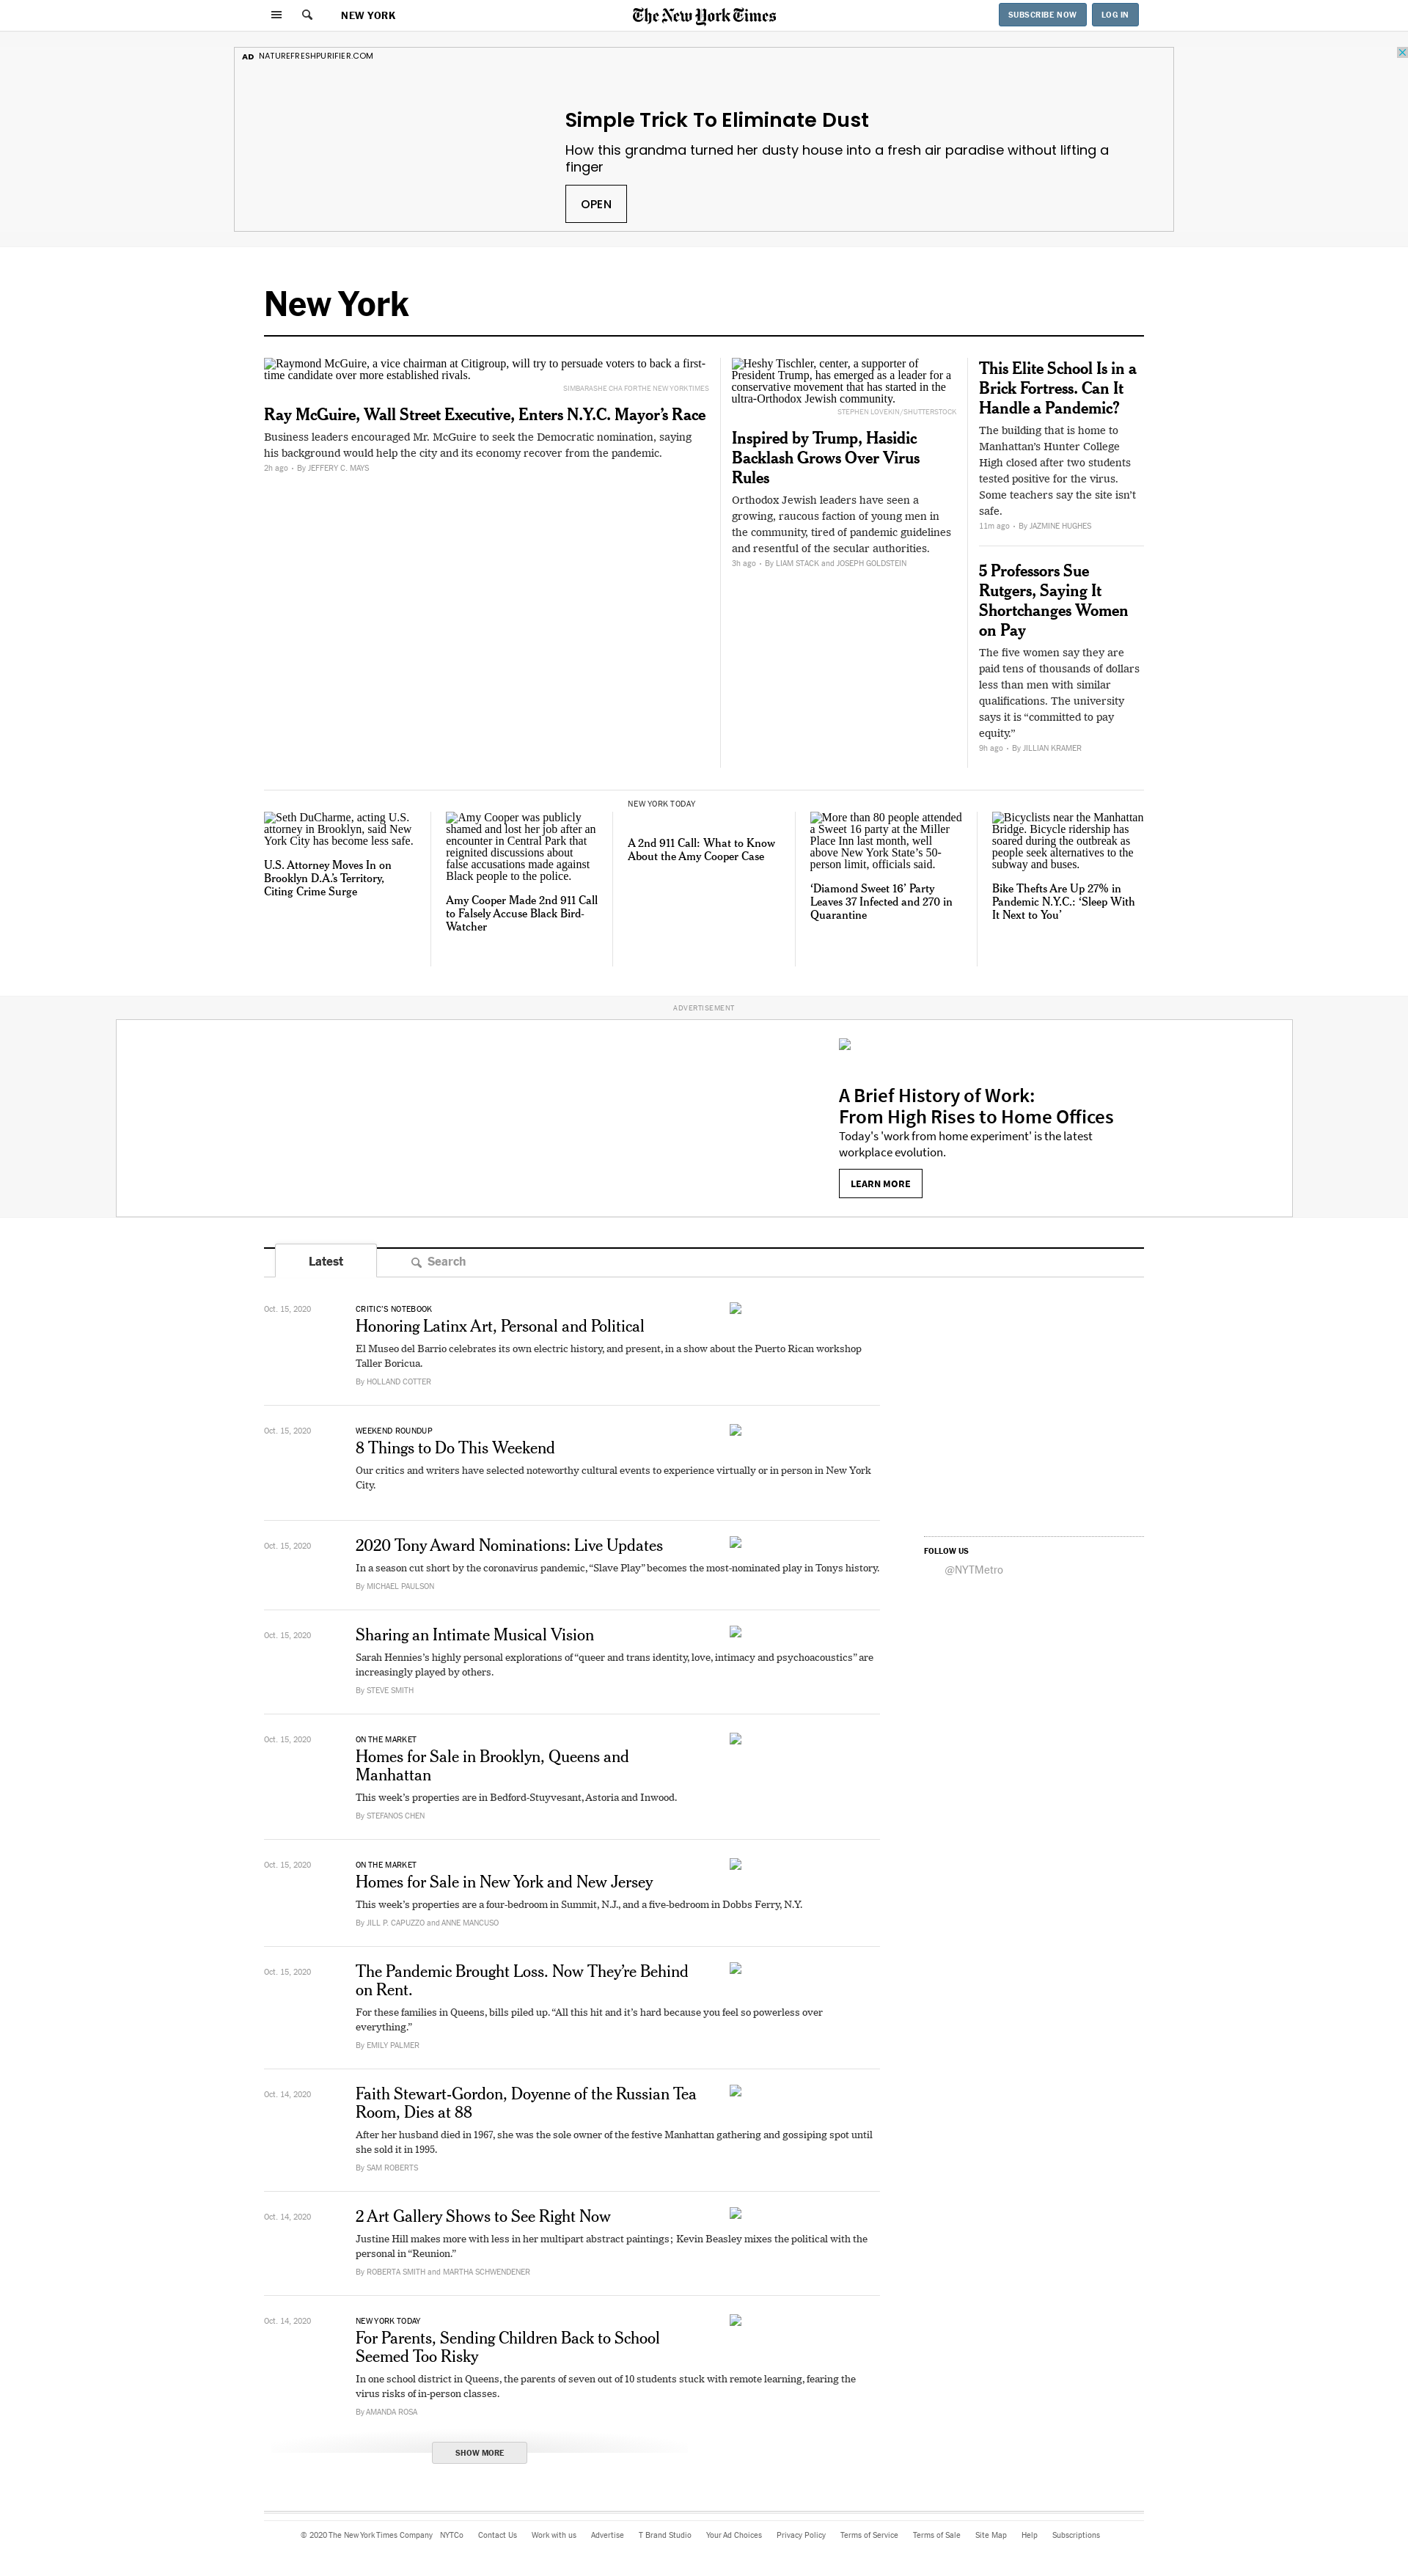 NEW YORK
The New York Times
SUBSCRIBE NOW
LOG IN
AD NATUREFRESHPURIFIER.COM
Simple Trick To Eliminate Dust
How this grandma turned her dusty house into a fresh air paradise without lifting a
finger
OPEN
New York
Raymond McGuire, a vice chairman at Citigroup, will try to persuade voters to back a first-
time candidate over more established rivals.
SIMBARASHE CHA FOR THE NEW YORK TIMES
Ray McGuire, Wall Street Executive, Enters N.Y.C. Mayor’s Race
Business leaders encouraged Mr. McGuire to seek the Democratic nomination, saying
his background would help the city and its economy recover from the pandemic.
2h ago • By JEFFERY C. MAYS
Heshy Tischler, center, a supporter of
President Trump, has emerged as a leader for a
conservative movement that has started in the
ultra-Orthodox Jewish community.
STEPHEN LOVEKIN/SHUTTERSTOCK
Inspired by Trump, Hasidic
Backlash Grows Over Virus
Rules
Orthodox Jewish leaders have seen a
growing, raucous faction of young men in
the community, tired of pandemic guidelines
and resentful of the secular authorities.
3h ago • By LIAM STACK and JOSEPH GOLDSTEIN
This Elite School Is in a
Brick Fortress. Can It
Handle a Pandemic?
The building that is home to
Manhattan’s Hunter College
High closed after two students
tested positive for the virus.
Some teachers say the site isn’t
safe.
11m ago • By JAZMINE HUGHES
5 Professors Sue
Rutgers, Saying It
Shortchanges Women
on Pay
The five women say they are
paid tens of thousands of dollars
less than men with similar
qualifications. The university
says it is “committed to pay
equity.”
9h ago • By JILLIAN KRAMER
Seth DuCharme, acting U.S.
attorney in Brooklyn, said New
York City has become less safe.
U.S. Attorney Moves In on
Brooklyn D.A.’s Territory,
Citing Crime Surge
Amy Cooper was publicly
shamed and lost her job after an
encounter in Central Park that
reignited discussions about
false accusations made against
Black people to the police.
Amy Cooper Made 2nd 911 Call
to Falsely Accuse Black Bird-
Watcher
NEW YORK TODAY
A 2nd 911 Call: What to Know
About the Amy Cooper Case
More than 80 people attended
a Sweet 16 party at the Miller
Place Inn last month, well
above New York State’s 50-
person limit, officials said.
‘Diamond Sweet 16’ Party
Leaves 37 Infected and 270 in
Quarantine
Bicyclists near the Manhattan
Bridge. Bicycle ridership has
soared during the outbreak as
people seek alternatives to the
subway and buses.
Bike Thefts Are Up 27% in
Pandemic N.Y.C.: ‘Sleep With
It Next to You’
ADVERTISEMENT
A Brief History of Work:
From High Rises to Home Offices
Today's 'work from home experiment' is the latest
workplace evolution.
LEARN MORE
Latest
Search
Oct. 15, 2020
CRITIC’S NOTEBOOK
Honoring Latinx Art, Personal and Political
El Museo del Barrio celebrates its own electric history, and present, in a show about the Puerto Rican workshop
Taller Boricua.
By HOLLAND COTTER
Oct. 15, 2020
WEEKEND ROUNDUP
8 Things to Do This Weekend
Our critics and writers have selected noteworthy cultural events to experience virtually or in person in New York
City.
Oct. 15, 2020
2020 Tony Award Nominations: Live Updates
In a season cut short by the coronavirus pandemic, “Slave Play” becomes the most-nominated play in Tonys history.
By MICHAEL PAULSON
FOLLOW US
@NYTMetro
Oct. 15, 2020
Sharing an Intimate Musical Vision
Sarah Hennies’s highly personal explorations of “queer and trans identity, love, intimacy and psychoacoustics” are
increasingly played by others.
By STEVE SMITH
Oct. 15, 2020
ON THE MARKET
Homes for Sale in Brooklyn, Queens and
Manhattan
This week’s properties are in Bedford-Stuyvesant, Astoria and Inwood.
By STEFANOS CHEN
Oct. 15, 2020
ON THE MARKET
Homes for Sale in New York and New Jersey
This week’s properties are a four-bedroom in Summit, N.J., and a five-bedroom in Dobbs Ferry, N.Y.
By JILL P. CAPUZZO and ANNE MANCUSO
Oct. 15, 2020
The Pandemic Brought Loss. Now They’re Behind
on Rent.
For these families in Queens, bills piled up. “All this hit and it’s hard because you feel so powerless over
everything.”
By EMILY PALMER
Oct. 14, 2020
Faith Stewart-Gordon, Doyenne of the Russian Tea
Room, Dies at 88
After her husband died in 1967, she was the sole owner of the festive Manhattan gathering and gossiping spot until
she sold it in 1995.
By SAM ROBERTS
Oct. 14, 2020
2 Art Gallery Shows to See Right Now
Justine Hill makes more with less in her multipart abstract paintings; Kevin Beasley mixes the political with the
personal in “Reunion.”
By ROBERTA SMITH and MARTHA SCHWENDENER
Oct. 14, 2020
NEW YORK TODAY
For Parents, Sending Children Back to School
Seemed Too Risky
In one school district in Queens, the parents of seven out of 10 students stuck with remote learning, fearing the
virus risks of in-person classes.
By AMANDA ROSA
SHOW MORE
© 2020 The New York Times Company NYTCo Contact Us Work with us Advertise T Brand Studio Your Ad Choices Privacy Policy Terms of Service Terms of Sale Site Map Help Subscriptions